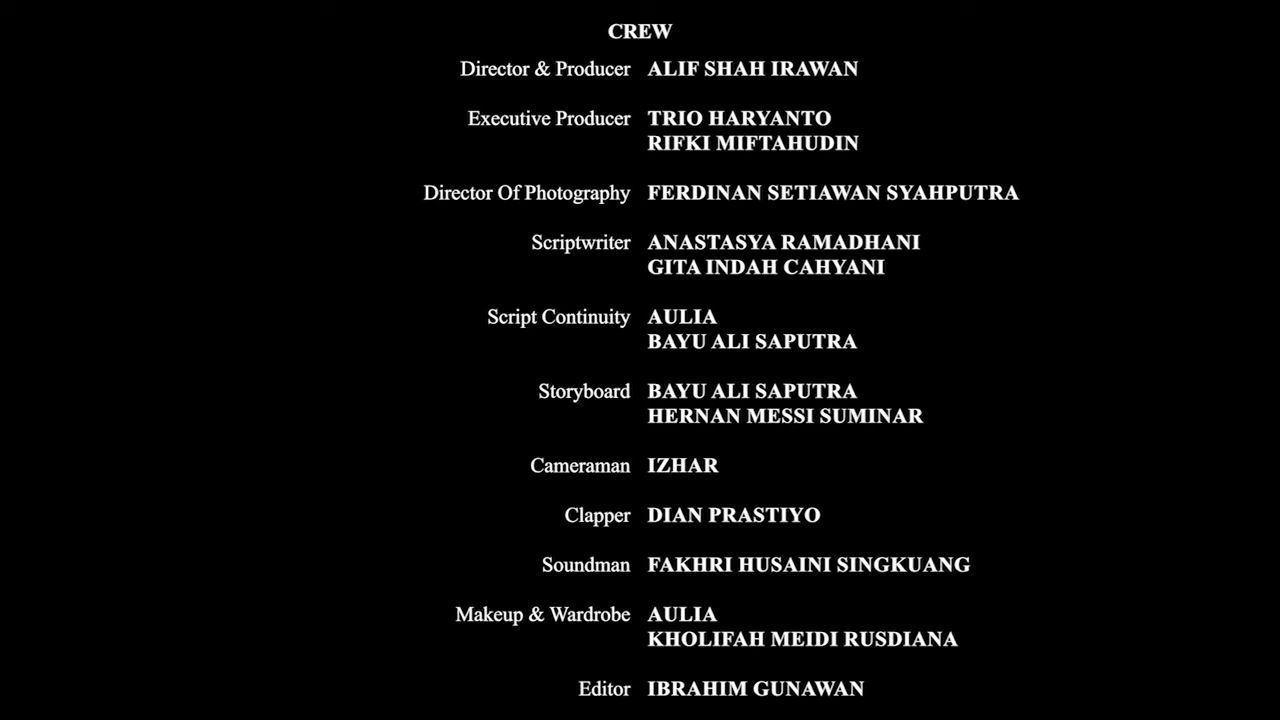 CREW
Director & Producer ALIF SHAH IRAWAN
Executive Producer TRIO HARYANTO
RIFKI MIFTAHUDIN
Director Of Photography FERDINAN SETIAWAN SYAHPUTRA
Scriptwriter ANASTASYA RAMADHANI
GITA INDAH CAHYANI
Script Continuity AULIA
BAYU ALI SAPUTRA
Storyboard BAYU ALI SAPUTRA
HERNAN MESSI SUMINAR
Cameraman IZHAR
Clapper DIAN PRASTIYO
Soundman FAKHRI HUSAINI SINGKUANG
Makeup & Wardrobe AULIA
KHOLIFAH MEIDI RUSDIANA
Editor IBRAHIM GUNAWAN